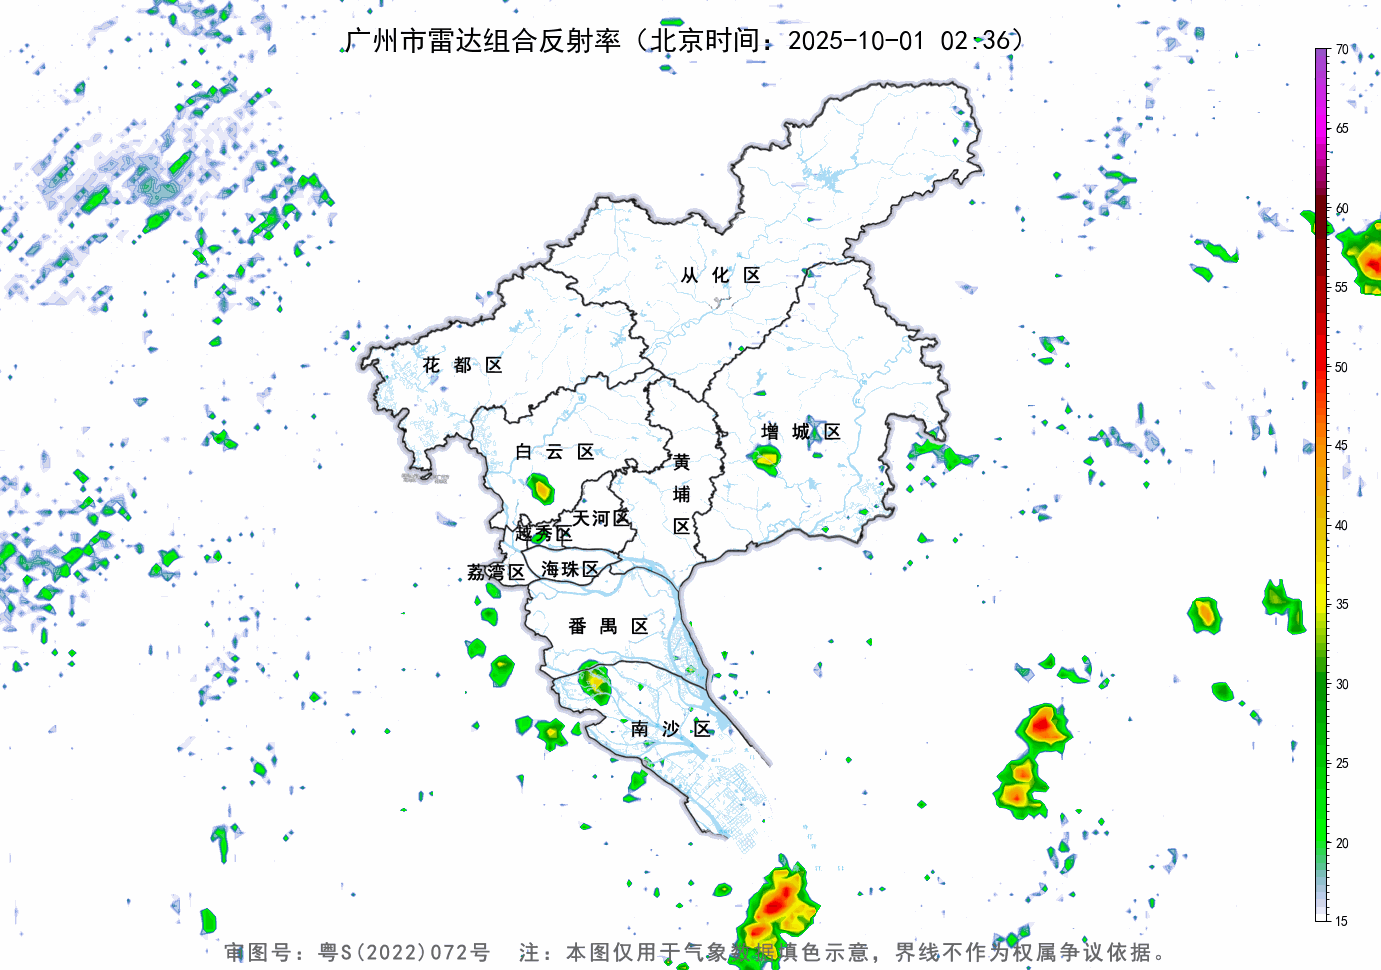 广州市雷达组合反射率（北京时间：2025-10-01 02:36）
70
65
60
55
50
45
40
35
30
25
20
15
从化区
花都区
增城区
白云区
黄埔区
天河区
越秀区
荔湾区
海珠区
番禺区
南沙区
审图号：粤S(2022)072号 注：本图仅用于气象数据填色示意，界线不作为权属争议依据。